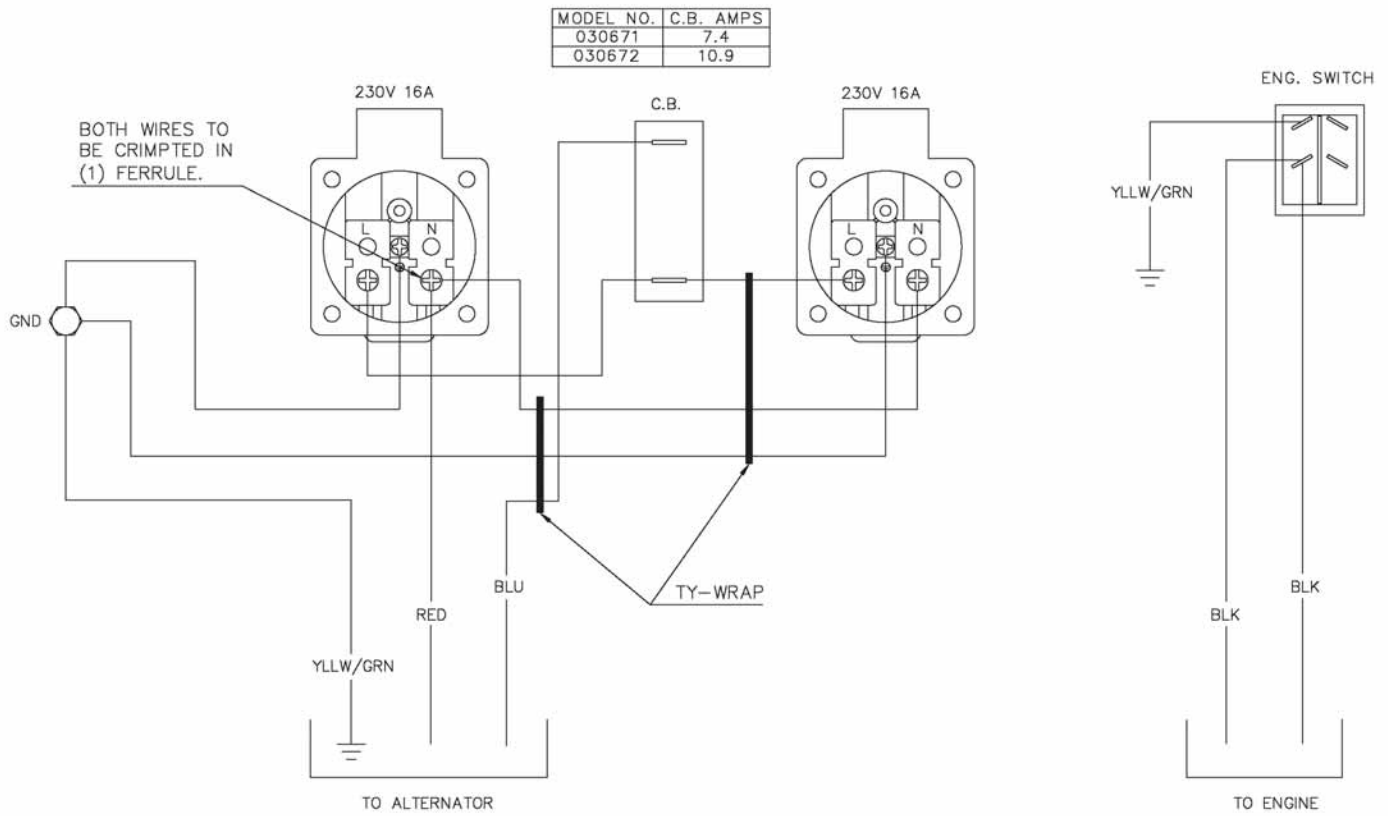 MODEL NO. C.B. AMPS
030671 7.4
030672 10.9
ENG. SWITCH
230V 16A
C.B.
230V 16A
BOTH WIRES TO
BE CRIMPTED IN
(1) FERRULE.
YLLW/GRN
L N
L N
GND
BLU
TY-WRAP
BLK
RED
BLK
YLLW/GRN
TO ALTERNATOR
TO ENGINE